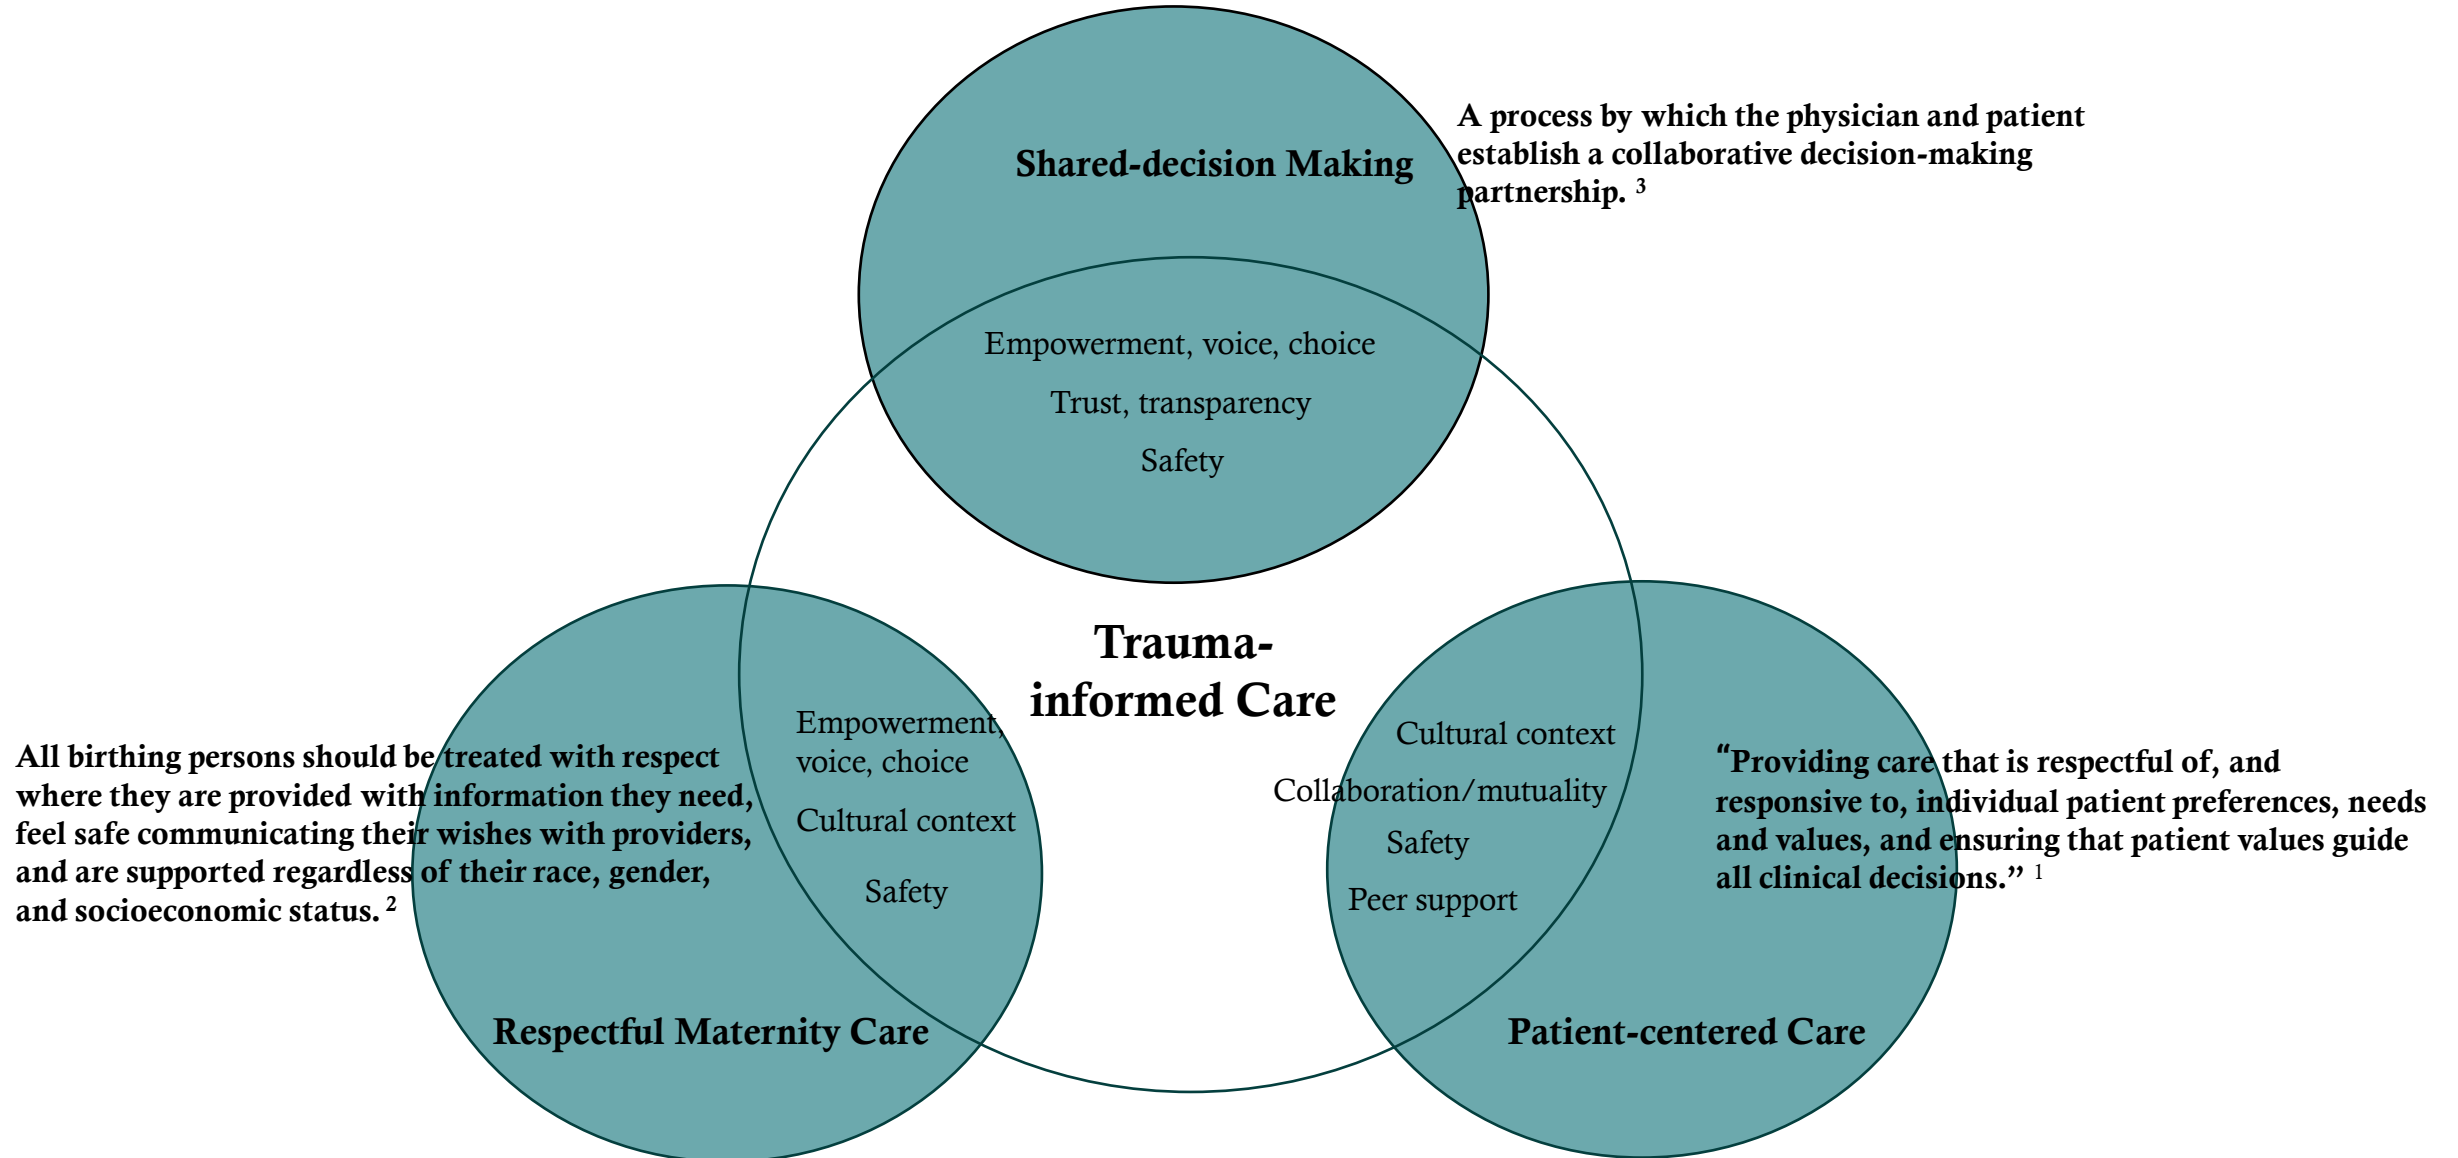 Shared-decision Making
A process by which the physician and patient
establish a collaborative decision-making
partnership. 3
Empowerment, voice, choice
Trust, transparency
Safety
Trauma-
informed Care
All birthing persons should be treated with respect
where they are provided with information they need,
feel safe communicating their wishes with providers,
and are supported regardless of their race, gender,
and socioeconomic status. 2
Empowerment,
voice, choice
Cultural context
Safety
Respectful Maternity Care
Cultural context
Collaboration/mutuality
Safety
Peer support
“Providing care that is respectful of, and
responsive to, individual patient preferences, needs
and values, and ensuring that patient values guide
all clinical decisions.” 1
Patient-centered Care